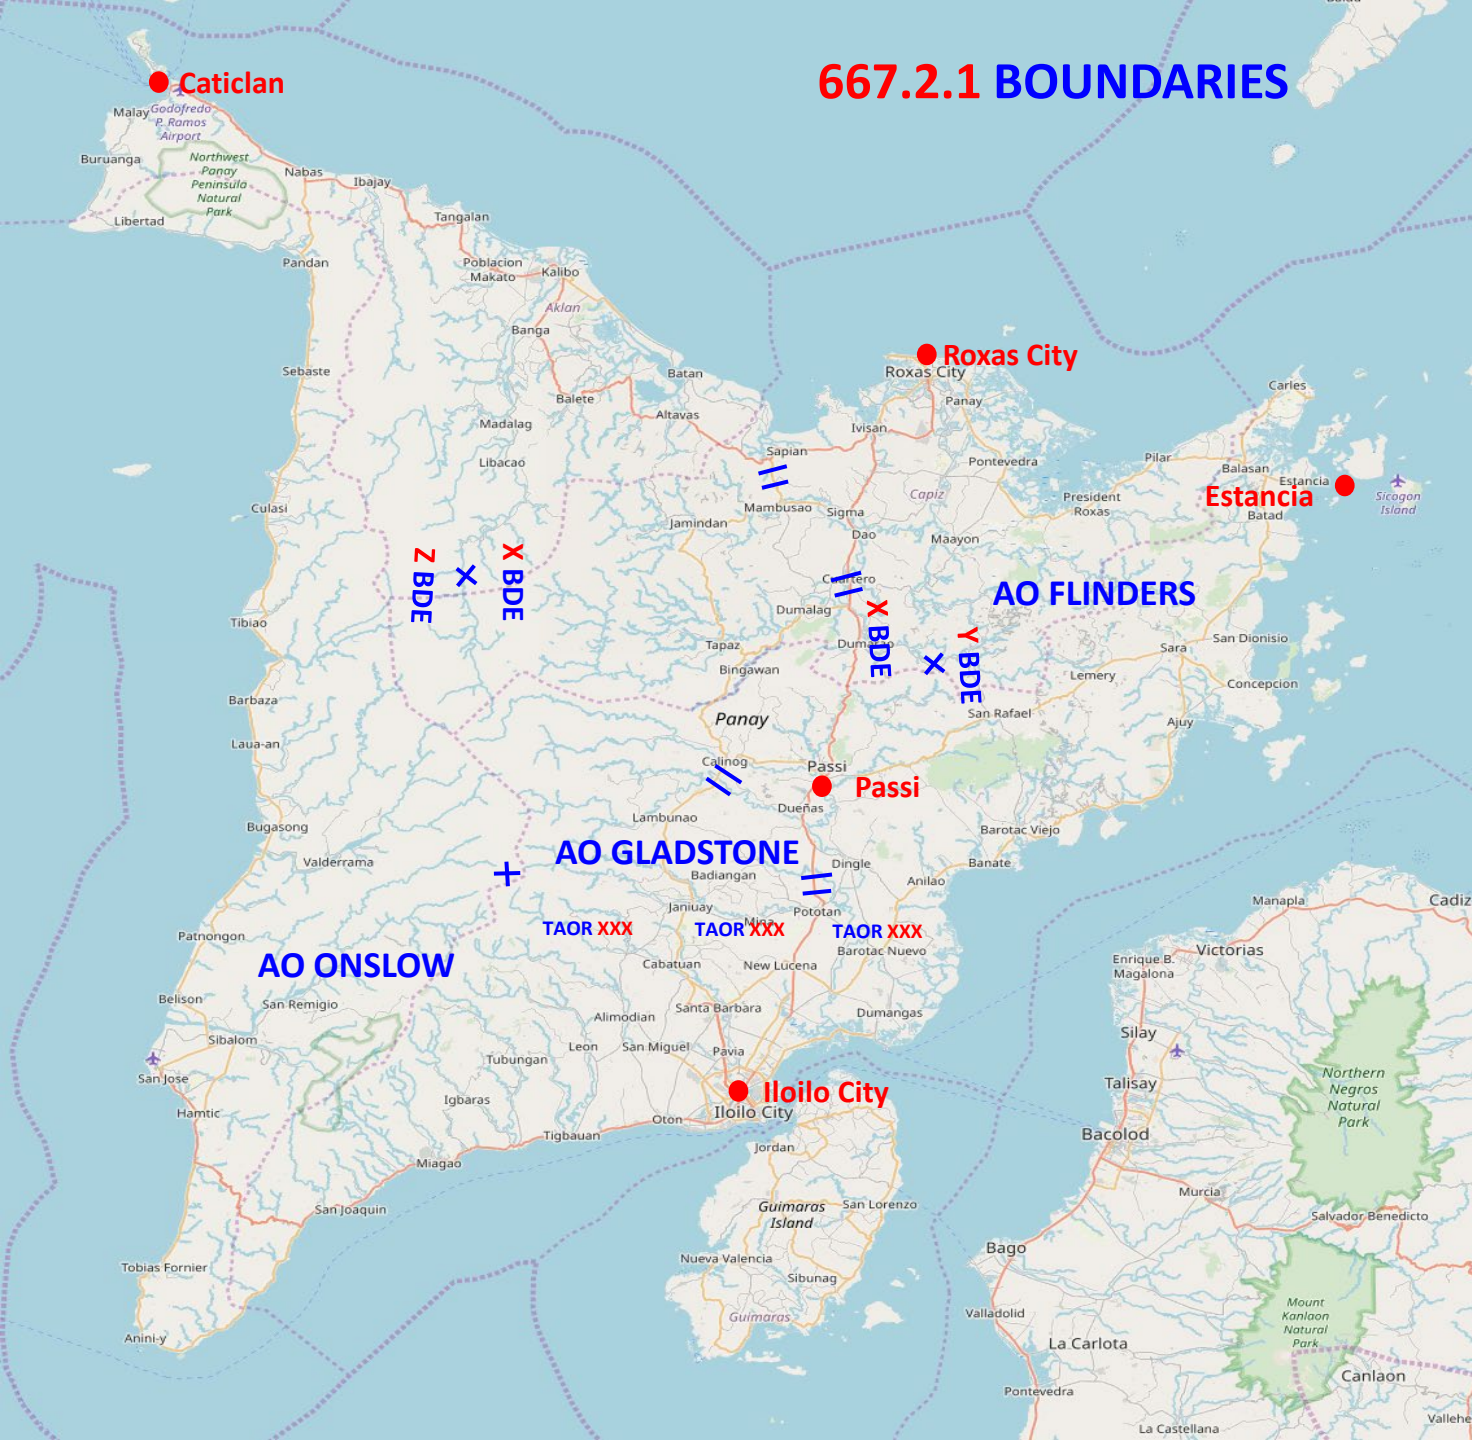 667.2.1 BOUNDARIES
Caticlan
Malay
Godofredo
P. Ramos
Airport
Buruanga
Northwest
Panay
Peninsula
Natural
Park
Nabas
Ibajay
Libertad
Tangalan
Pandan
Poblacion
Makato
Kalibo
Aklan
Banga
Roxas City
Roxas City
Sebaste
Batan
Carles
Balete
Panay
Altavas
Madalag
Ivisan
Sapian
Libacao
Pontevedra
Pilar
Balasan
Estancia
Estancia
Sicogon
Island
Culasi
Mambusao
Sigma
Capiz
President
Roxas
Batad
Jamindan
Dao
Maayon
Z BDE
X BDE
Cuartero
AO FLINDERS
Dumalag
X BDE
Y BDE
Tibiao
Tapaz
Dumarao
San Dionisio
Sara
Bingawan
Lemery
Concepcion
Barbaza
San Rafael
Panay
Ajuy
Laua-an
Calinog
Passi
Passi
Dueñas
Lambunao
Bugasong
Barotac Viejo
Valderrama
AO GLADSTONE
Dingle
Banate
Badiangan
Anilao
Janiuay
Mina
Pototan
Manapla
Cadiz
TAOR XXX
TAOR XXX
TAOR XXX
Patnongon
Barotac Nuevo
Victorias
AO ONSLOW
Cabatuan
New Lucena
Enrique B.
Magalona
Belison
San Remigio
Santa Barbara
Alimodian
Dumangas
Silay
Sibalom
Leon
San Miguel
Pavia
Tubungan
San Jose
Talisay
Northern
Negros
Natural
Park
Igbaras
Iloilo City
Iloilo City
Hamtic
Oton
Tigbauan
Bacolod
Jordan
Miagao
Murcia
San Joaquin
Guimaras
Island
San Lorenzo
Salvador Benedicto
Bago
Nueva Valencia
Tobias Fornier
Sibunag
Guimaras
Valladolid
Mount
Kanlaon
Natural
Park
Anini-y
La Carlota
Canlaon
Pontevedra
Vallehe
La Castellana